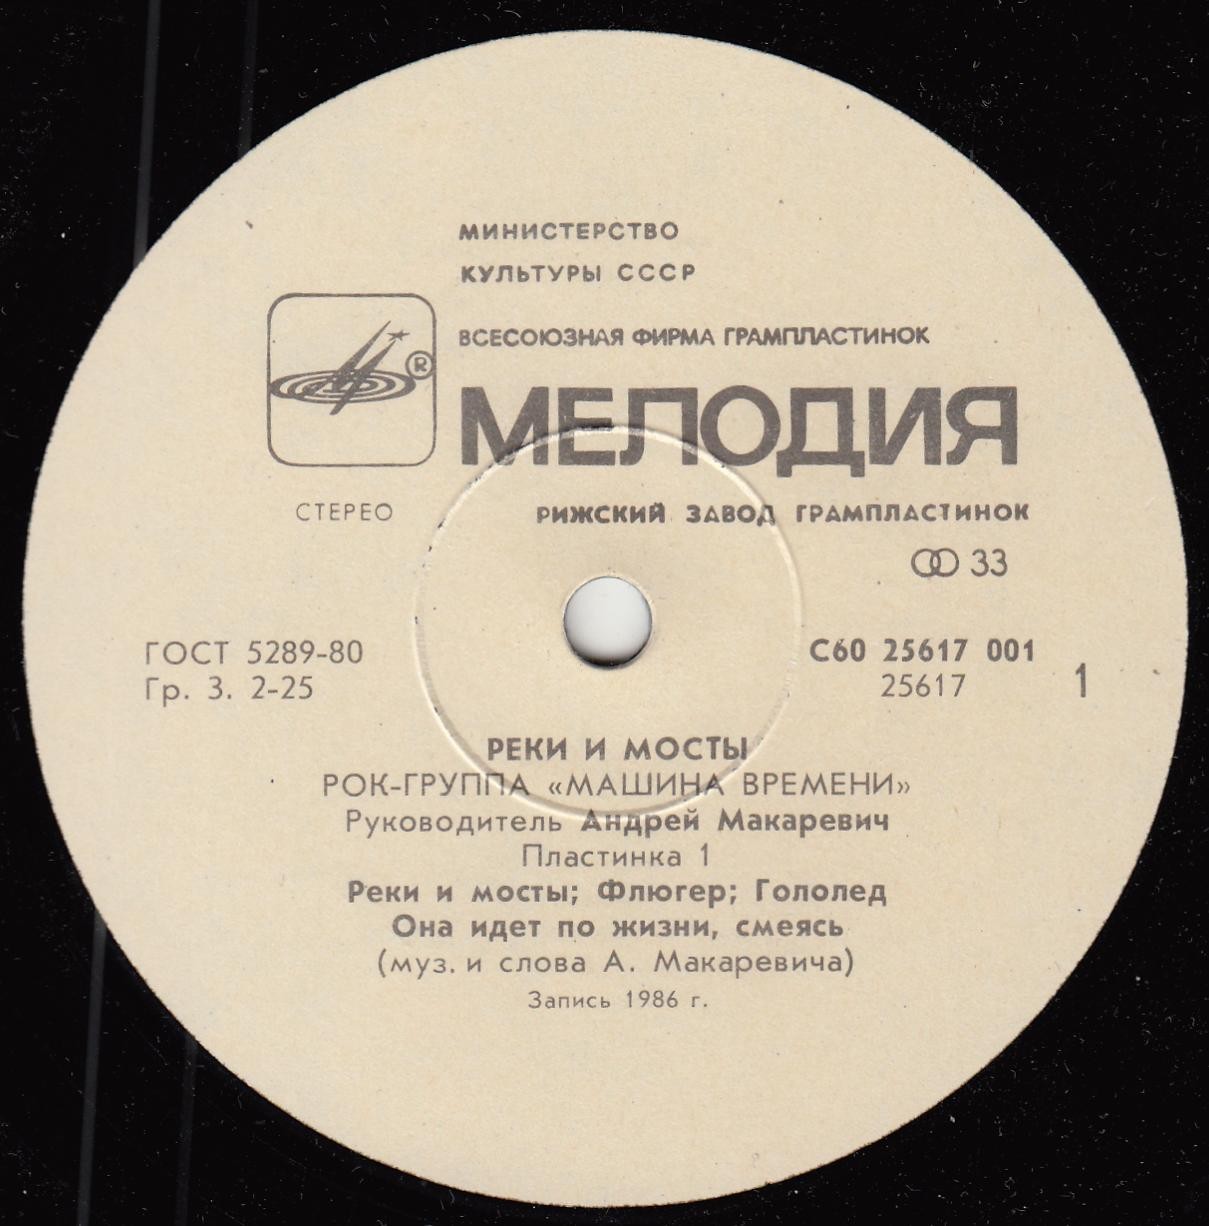 МИНИСТЕРСТВО
КУЛЬТУРЫ СССР
ВСЕСОЮЗНАЯ ФИРМА ГРАМПЛАСТИНОК
®
МЕЛОДИЯ
СТЕРЕО
РИЖСКИЙ ЗАВОД ГРАМПЛАСТИНОК
33
ГОСТ 5289-80
С60 25617 001
Гр. 3. 2-25
25617
1
РЕКИ И МОСТЫ
РОК-ГРУППА «МАШИНА ВРЕМЕНИ»
Руководитель Андрей Макаревич
Пластинка 1
Реки и мосты; Флюгер; Гололед
Она идет по жизни, смеясь
(муз. и слова А. Макаревича)
Запись 1986 г.